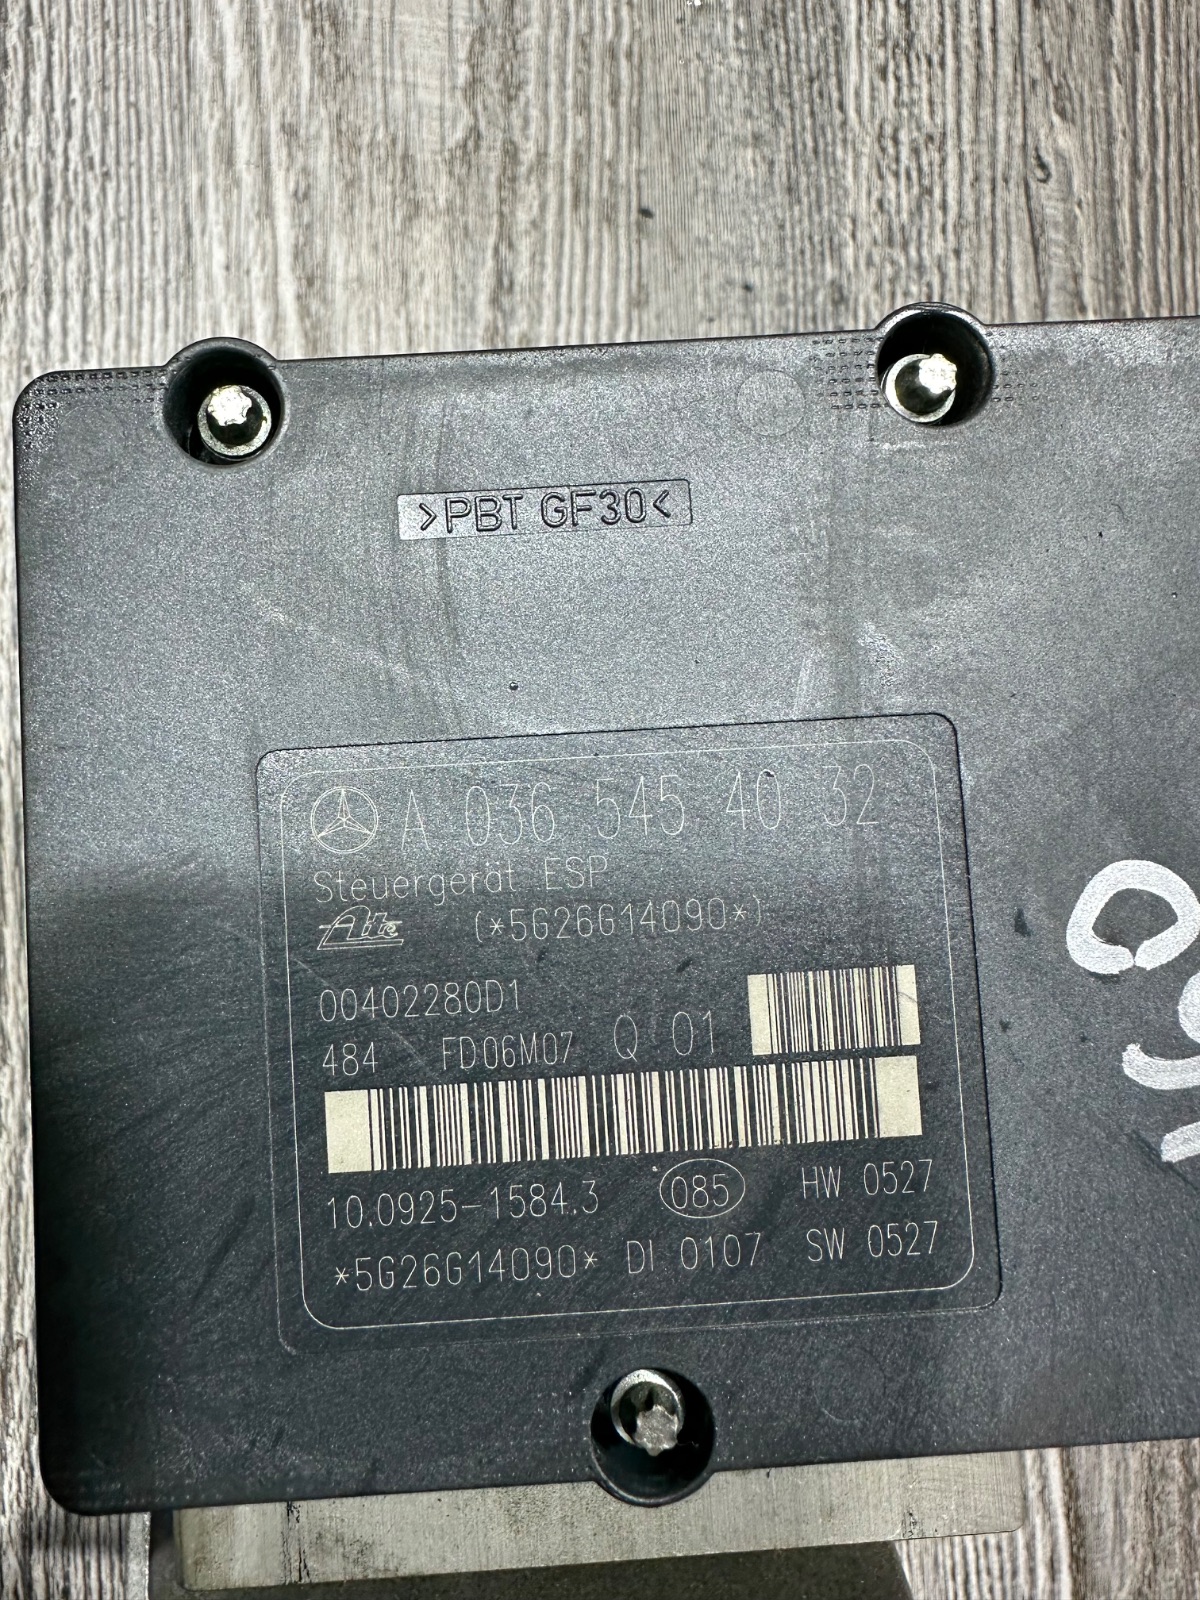 >PBT GF30<
A 036 545 40 32
Steuergerät ESP
Ate (*5G26G14090*)
00402280D1
484 FD06M07 Q 01
10.0925-1584.3 085 HW 0527
*5G26G14090* DI 0107 SW 0527